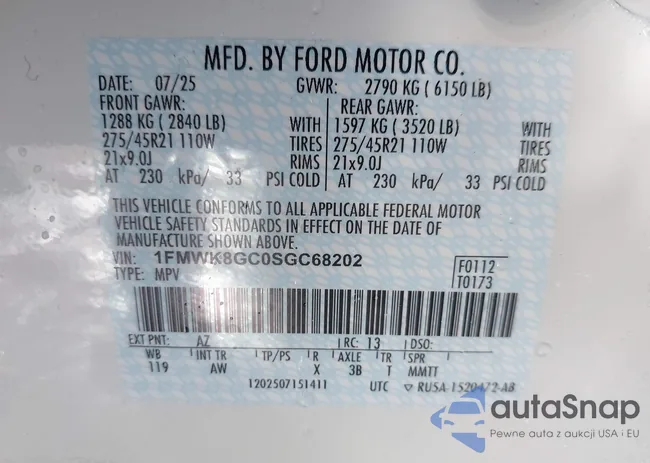 MFD. BY FORD MOTOR CO.
DATE: 07/25 GVWR: 2790 KG ( 6150 LB)
FRONT GAWR: REAR GAWR:
1288 KG ( 2840 LB) 1597 KG ( 3520 LB) WITH
275/45R21 110W 275/45R21 110W TIRES
21x9.0J 21x9.0J RIMS
AT 230 kPa/ 33 PSI COLD AT 230 kPa/ 33 PSI COLD
WITH
TIRES
RIMS
THIS VEHICLE CONFORMS TO ALL APPLICABLE FEDERAL MOTOR
VEHICLE SAFETY STANDARDS IN EFFECT ON THE DATE OF
MANUFACTURE SHOWN ABOVE.
VIN: 1FMWK8GC0SGC68202
TYPE: MPV
F0112
T0173
EXT PNT: AZ RC: 13 DSO:
WB INT TR TP/PS R AXLE TR SPR
119 AW X 3B T MMTT
1202507151411 UTC ▽ RU5A-1520472-AB
autaSnap
Pewne auta z aukcji USA i EU